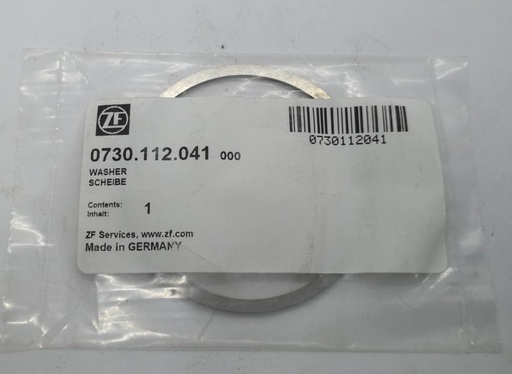 ZF
0730112041
0730.112.041 000
WASHER
SCHEIBE
Contents:
Inhalt: 1
ZF Services, www.zf.com
Made in GERMANY